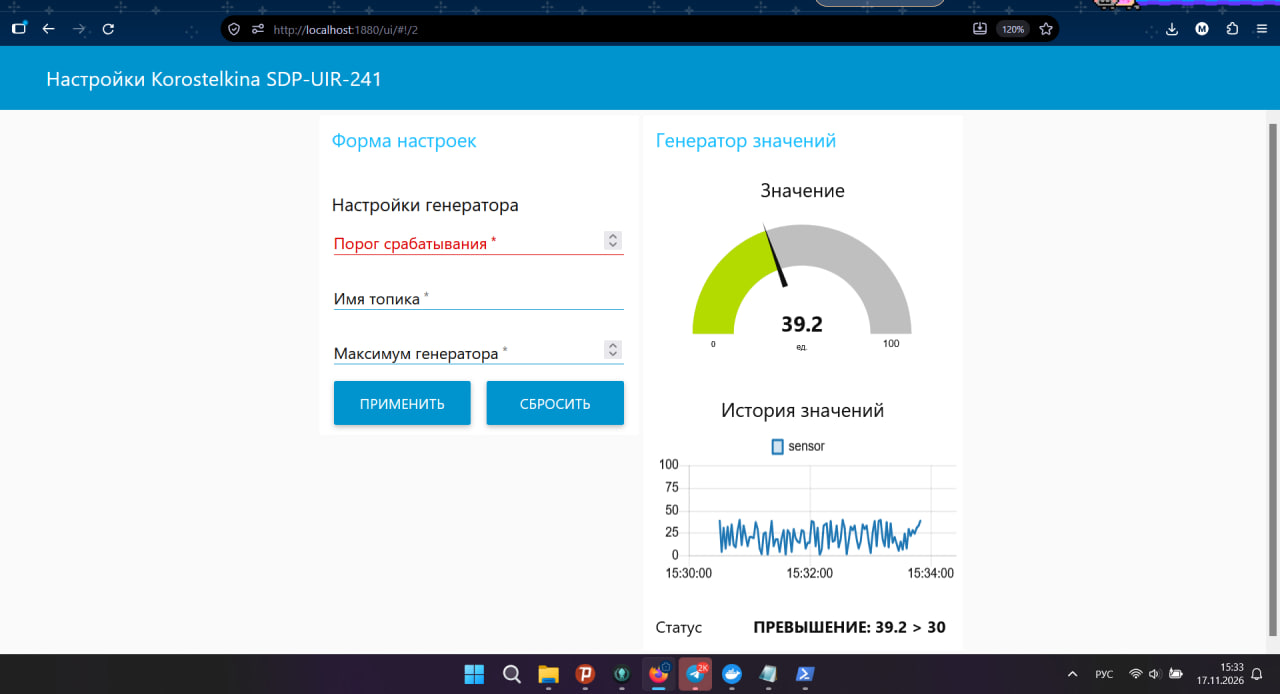 http://localhost:1880/ui/#!/2
120%
M
Настройки Korostelkina SDP-UIR-241
Форма настроек
Настройки генератора
Порог срабатывания *
Имя топика *
Максимум генератора *
ПРИМЕНИТЬ
СБРОСИТЬ
Генератор значений
Значение
39.2
0
ед.
100
История значений
sensor
100
75
50
25
0
15:30:00
15:32:00
15:34:00
Статус
ПРЕВЫШЕНИЕ: 39.2 > 30
2K
РУС
15:33
17.11.2026